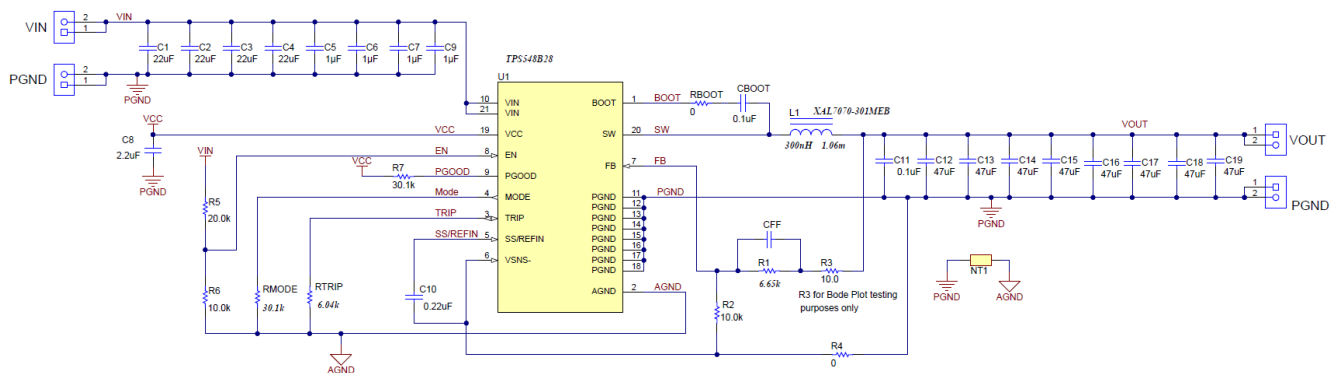 VIN
2
1
VIN
C1
22uF
C2
22uF
C3
22uF
C4
22uF
C5
1µF
C6
1µF
C7
1µF
C9
1µF
PGND
2
1
PGND
TPS548B28
U1
10
VIN
21
VIN
VCC
19
VCC
EN
8
EN
PGOOD
9
PGOOD
Mode
4
MODE
TRIP
3
TRIP
SS/REFIN
5
SS/REFIN
6
VSNS-
BOOT
1
BOOT
SW
20
SW
FB
7
FB
PGND
11
PGND
PGND
12
PGND
13
PGND
14
PGND
15
PGND
16
PGND
17
PGND
18
AGND
2
AGND
VCC
C8
2.2uF
PGND
VIN
R5
20.0k
R6
10.0k
VCC
R7
30.1k
RMODE
30.1k
RTRIP
6.04k
C10
0.22uF
AGND
RBOOT
0
CBOOT
0.1uF
L1
XAL7070-301MEB
300nH
1.06m
VOUT
C11
0.1uF
C12
47uF
C13
47uF
C14
47uF
C15
47uF
C16
47uF
C17
47uF
C18
47uF
C19
47uF
1
2
VOUT
1
2
PGND
PGND
CFF
R1
6.65k
R3
10.0
R3 for Bode Plot testing
purposes only
R2
10.0k
R4
0
NT1
PGND
AGND